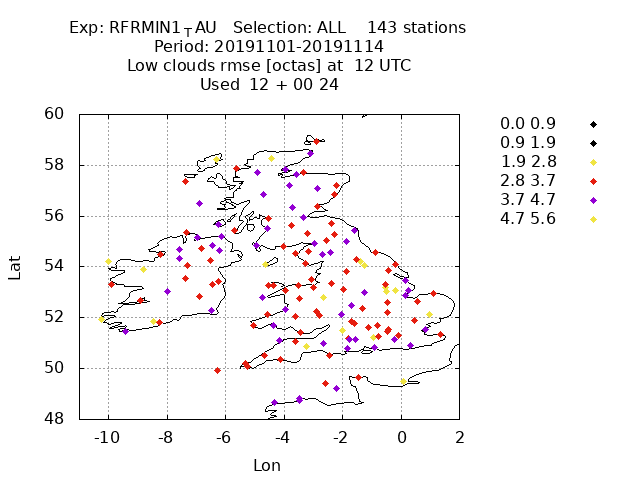 Exp: RFRMIN1_TAU Selection: ALL 143 stations
Period: 20191101-20191114
Low clouds rmse [octas] at 12 UTC
Used 12 + 00 24
60
58
56
54
52
50
48
-10 -8 -6 -4 -2 0 2
Lat
Lon
0.0 0.9
0.9 1.9
1.9 2.8
2.8 3.7
3.7 4.7
4.7 5.6